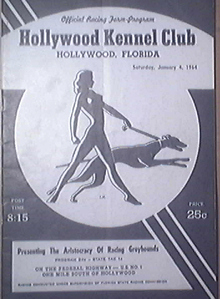 Official Racing Form-Program
Hollywood Kennel Club
HOLLYWOOD, FLORIDA
Saturday, January 4, 1964
POST
TIME
8:15
PRICE
25c
Presenting The Aristocracy Of Racing Greyhounds
ON THE FEDERAL HIGHWAY — U.S. NO. 1
ONE MILE SOUTH OF HOLLYWOOD